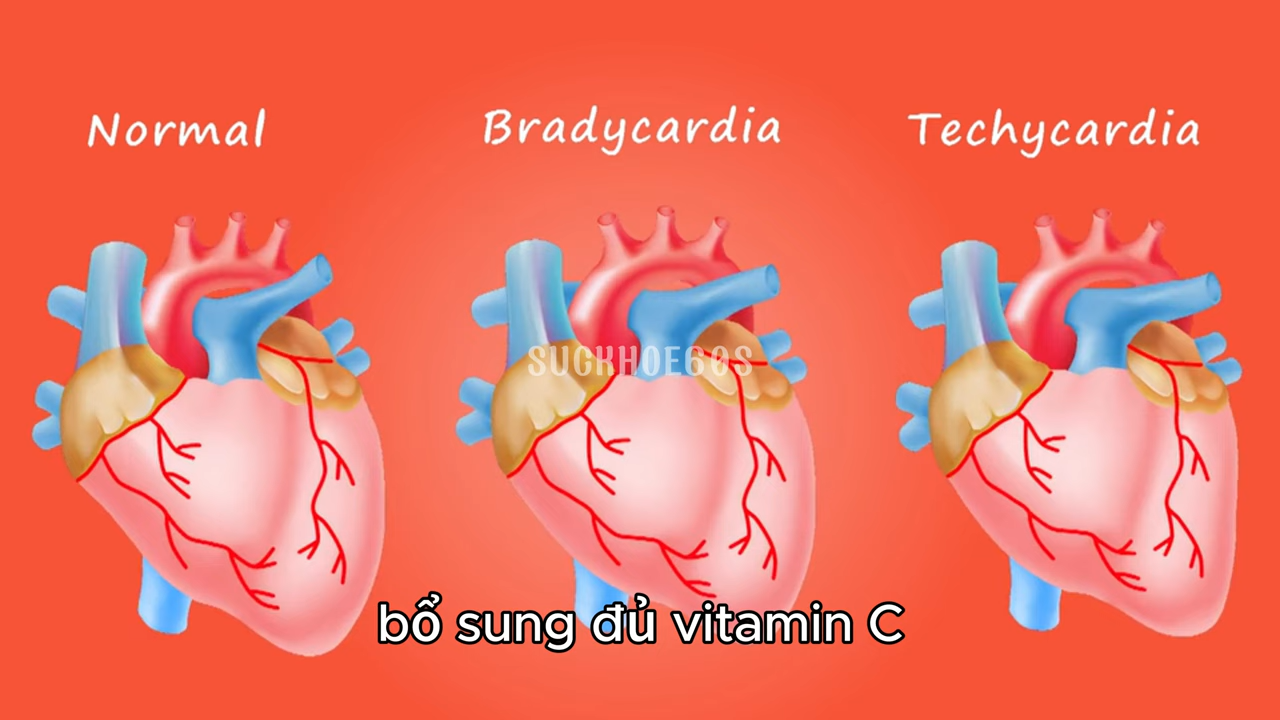 Normal
Bradycardia
Techycardia
SUCKHOE60S
bổ sung đủ vitamin C